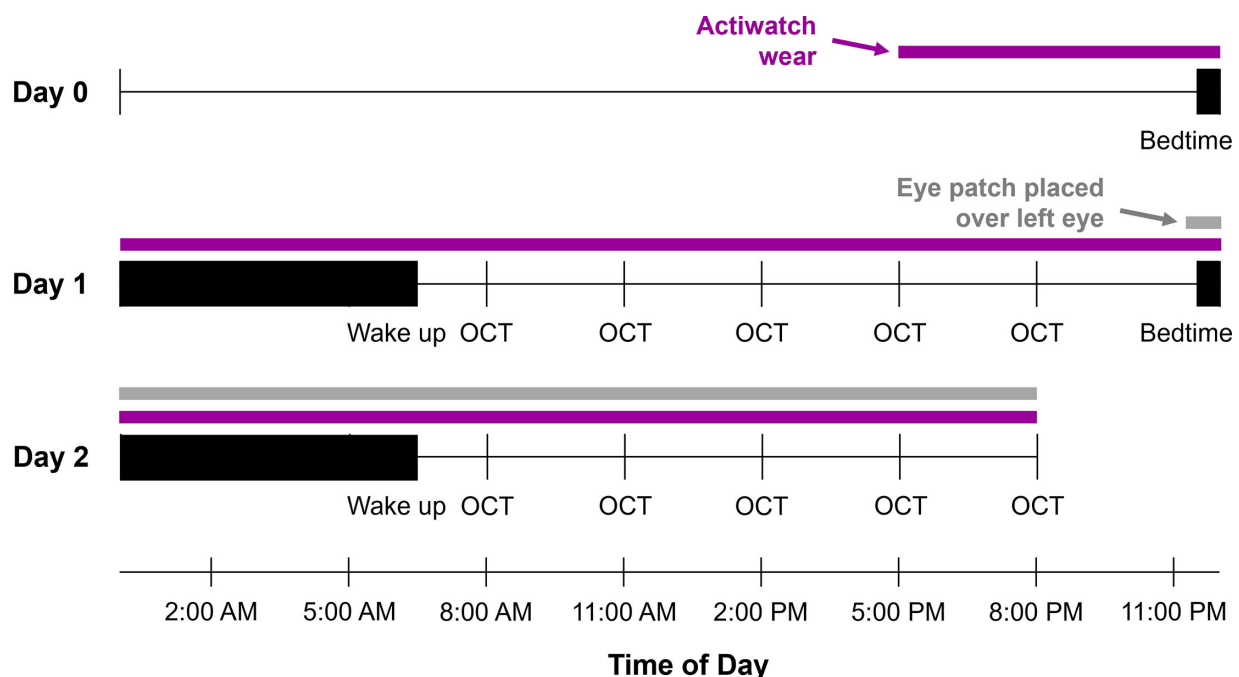 Actiwatch
wear
Day 0
Bedtime
Eye patch placed
over left eye
Day 1
Wake up OCT OCT OCT OCT OCT Bedtime
Day 2
Wake up OCT OCT OCT OCT OCT
2:00 AM 5:00 AM 8:00 AM 11:00 AM 2:00 PM 5:00 PM 8:00 PM 11:00 PM
Time of Day